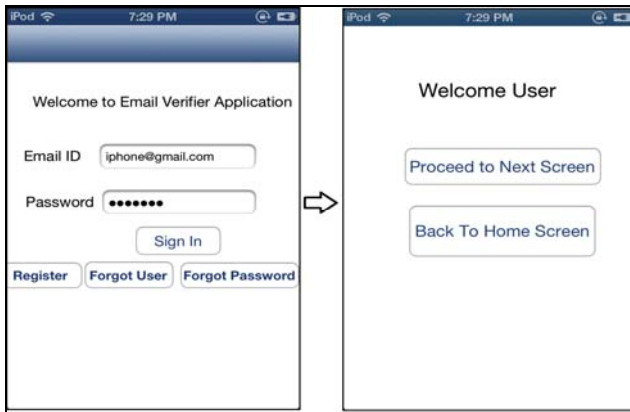 iPod 7:29 PM
Welcome to Email Verifier Application
Email ID iphone@gmail.com
Password •••••••
Sign In
Register Forgot User Forgot Password
iPod 7:29 PM
Welcome User
Proceed to Next Screen
Back To Home Screen